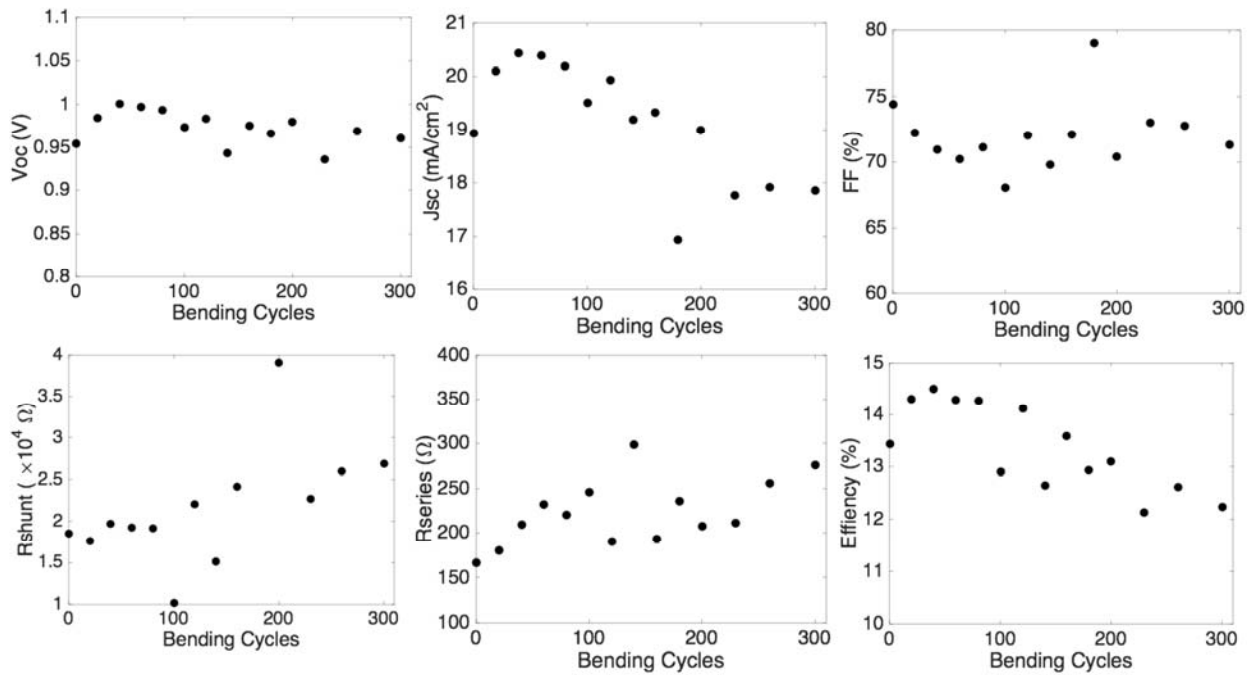 1.1
1.05
1
0.95
0.9
0.85
0.8
Voc (V)
0 100 200 300
Bending Cycles
21
20
19
18
17
16
Jsc (mA/cm²)
0 100 200 300
Bending Cycles
80
75
70
65
60
FF (%)
0 100 200 300
Bending Cycles
4
3.5
3
2.5
2
1.5
1
Rshunt ( ×10⁴ Ω)
0 100 200 300
Bending Cycles
400
350
300
250
200
150
100
Rseries (Ω)
0 100 200 300
Bending Cycles
15
14
13
12
11
10
Effiency (%)
0 100 200 300
Bending Cycles